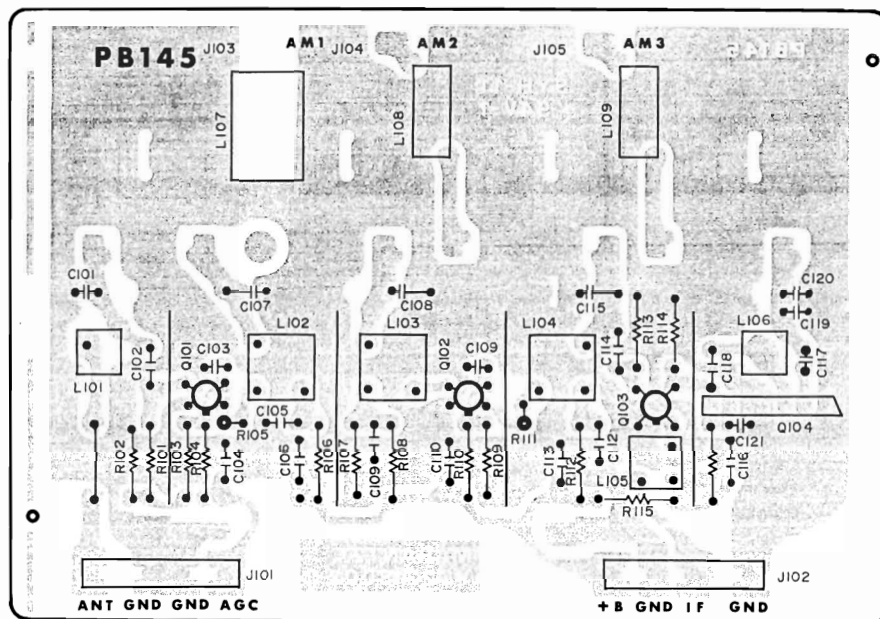 PB145 J103 AM1 J104 AM2 J105 AM3 PB145
L107 L108 L109
C101 C107 C108 C115 C120
C119
L101 C102 Q101 C103 L102 L103 Q102 C109 L104 C114 R113 R114 C118 L106 C117
Q103 Q104
R105 C105 R111 C121
R102 R101 R103 R104 C104 C106 R106 R107 C109 R108 C110 R110 R109 C113 R112 C112 L105 C116
R115
J101 J102
ANT GND GND AGC +B GND IF GND